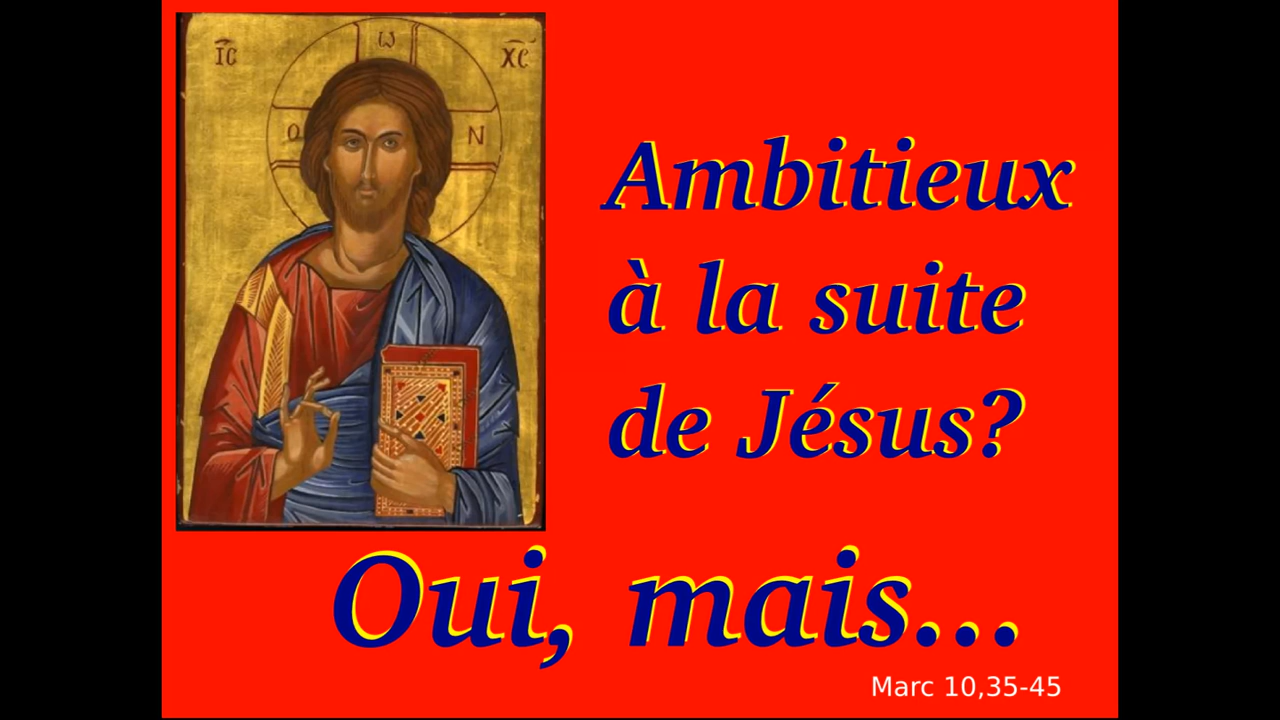 IC XC
ω
Ο Ν
Ambitieux
à la suite
de Jésus?
Oui, mais...
Marc 10,35-45